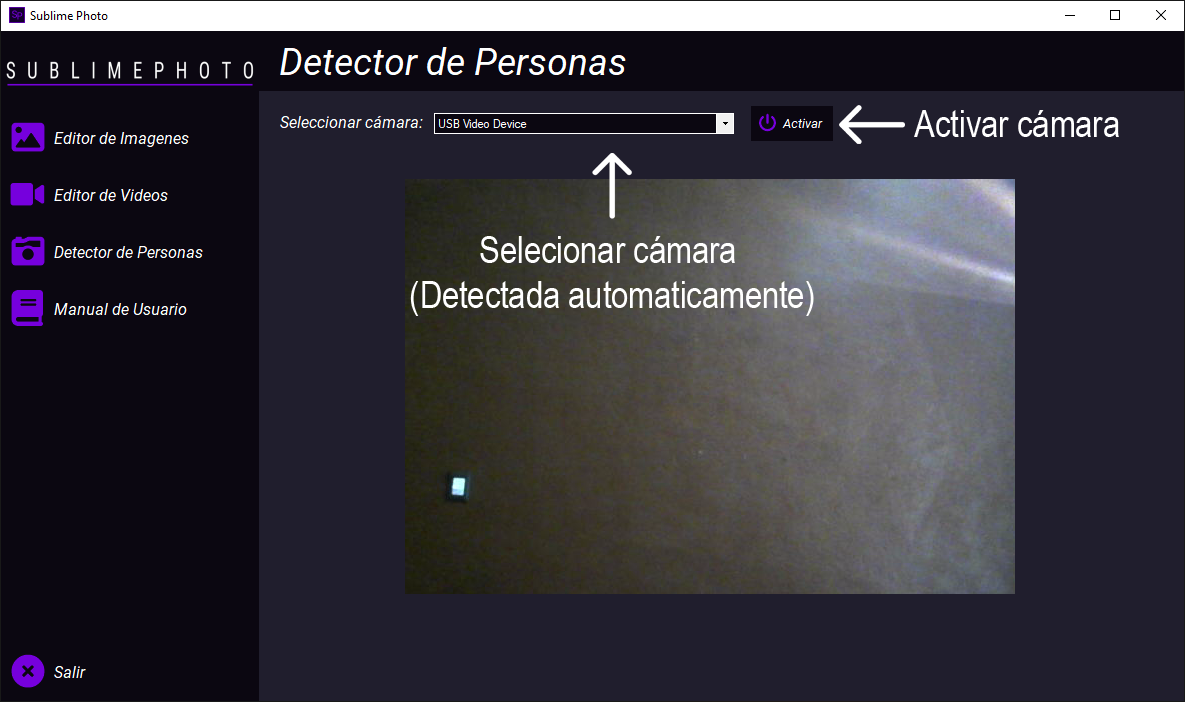 Sp Sublime Photo
SUBLIMEPHOTO
Detector de Personas
Seleccionar cámara: USB Video Device Activar Activar cámara
Editor de Imagenes
Editor de Videos
Detector de Personas
Manual de Usuario
Selecionar cámara
(Detectada automaticamente)
Salir